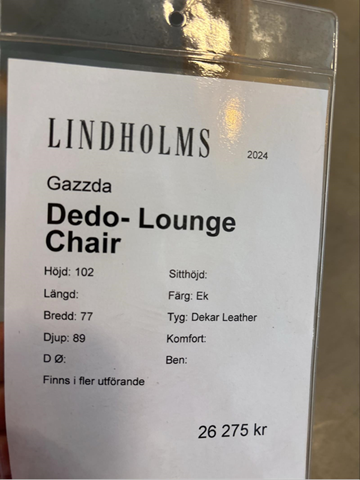 LINDHOLMS 2024
Gazzda
Dedo- Lounge
Chair
Höjd: 102 Sitthöjd:
Längd: Färg: Ek
Bredd: 77 Tyg: Dekar Leather
Djup: 89 Komfort:
D Ø: Ben:
Finns i fler utförande
26 275 kr